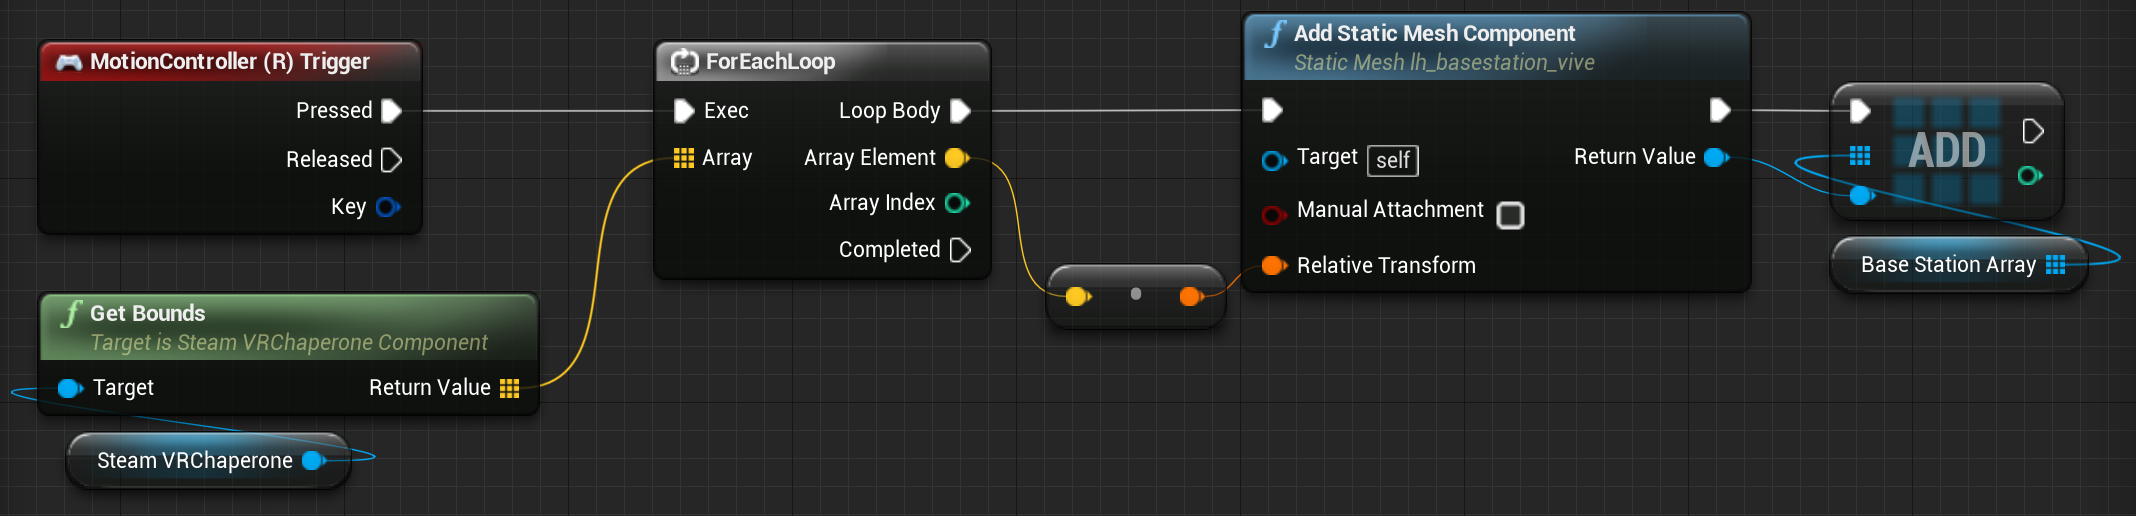 MotionController (R) Trigger
Pressed
Released
Key
Get Bounds
Target is Steam VRChaperone Component
Target
Return Value
Steam VRChaperone
ForEachLoop
Exec
Loop Body
Array
Array Element
Array Index
Completed
Add Static Mesh Component
Static Mesh lh_basestation_vive
Target self
Return Value
Manual Attachment
Relative Transform
ADD
Base Station Array